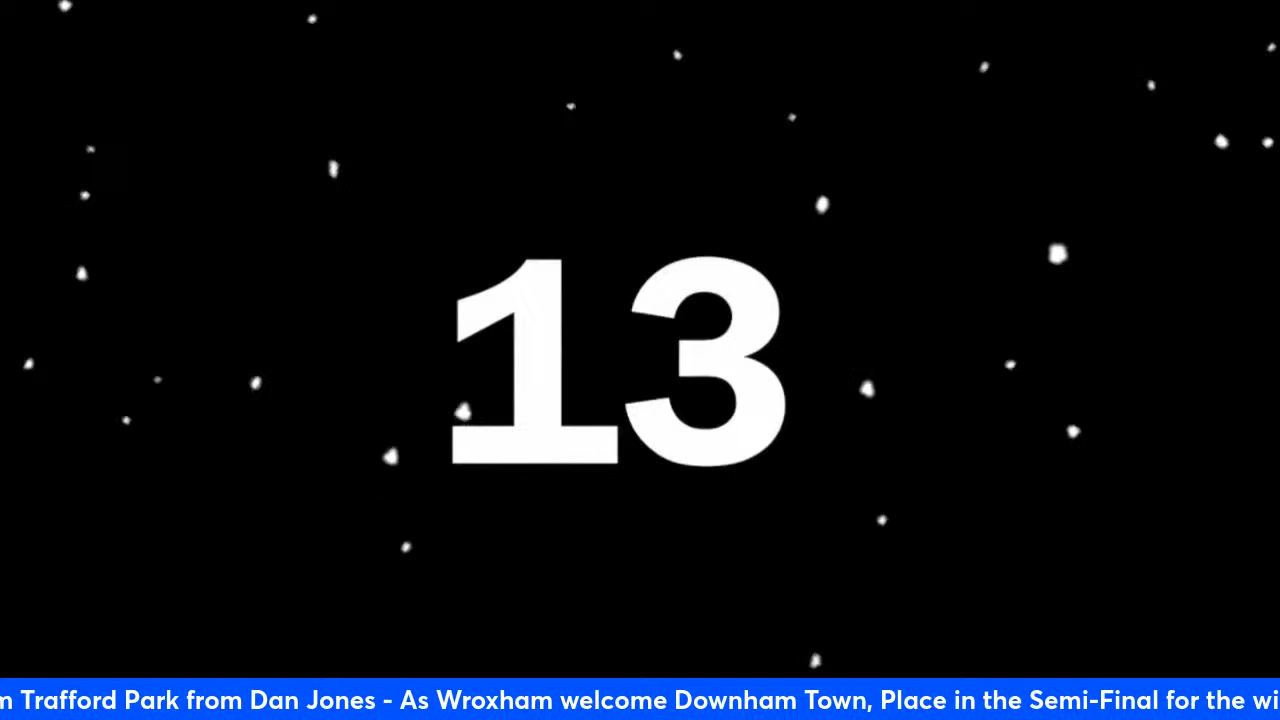 13
Trafford Park from Dan Jones - As Wroxham welcome Downham Town, Place in the Semi-Final for the